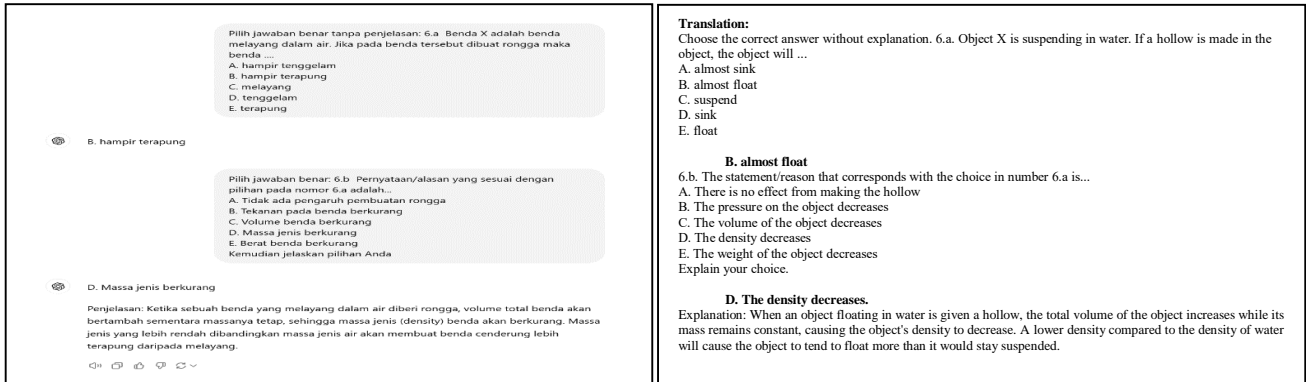 Pilih jawaban benar tanpa penjelasan: 6.a Benda X adalah benda
melayang dalam air. Jika pada benda tersebut dibuat rongga maka
benda ....
A. hampir tenggelam
B. hampir terapung
C. melayang
D. tenggelam
E. terapung
B. hampir terapung
Pilih jawaban benar: 6.b Pernyataan/alasan yang sesuai dengan
pilihan pada nomor 6.a adalah...
A. Tidak ada pengaruh pembuatan rongga
B. Tekanan pada benda berkurang
C. Volume benda berkurang
D. Massa jenis berkurang
E. Berat benda berkurang
Kemudian jelaskan pilihan Anda
D. Massa jenis berkurang
Penjelasan: Ketika sebuah benda yang melayang dalam air diberi rongga, volume total benda akan
bertambah sementara massanya tetap, sehingga massa jenis (density) benda akan berkurang. Massa
jenis yang lebih rendah dibandingkan massa jenis air akan membuat benda cenderung lebih
terapung daripada melayang.
Translation:
Choose the correct answer without explanation. 6.a. Object X is suspending in water. If a hollow is made in the
object, the object will ...
A. almost sink
B. almost float
C. suspend
D. sink
E. float
B. almost float
6.b. The statement/reason that corresponds with the choice in number 6.a is...
A. There is no effect from making the hollow
B. The pressure on the object decreases
C. The volume of the object decreases
D. The density decreases
E. The weight of the object decreases
Explain your choice.
D. The density decreases.
Explanation: When an object floating in water is given a hollow, the total volume of the object increases while its
mass remains constant, causing the object's density to decrease. A lower density compared to the density of water
will cause the object to tend to float more than it would stay suspended.